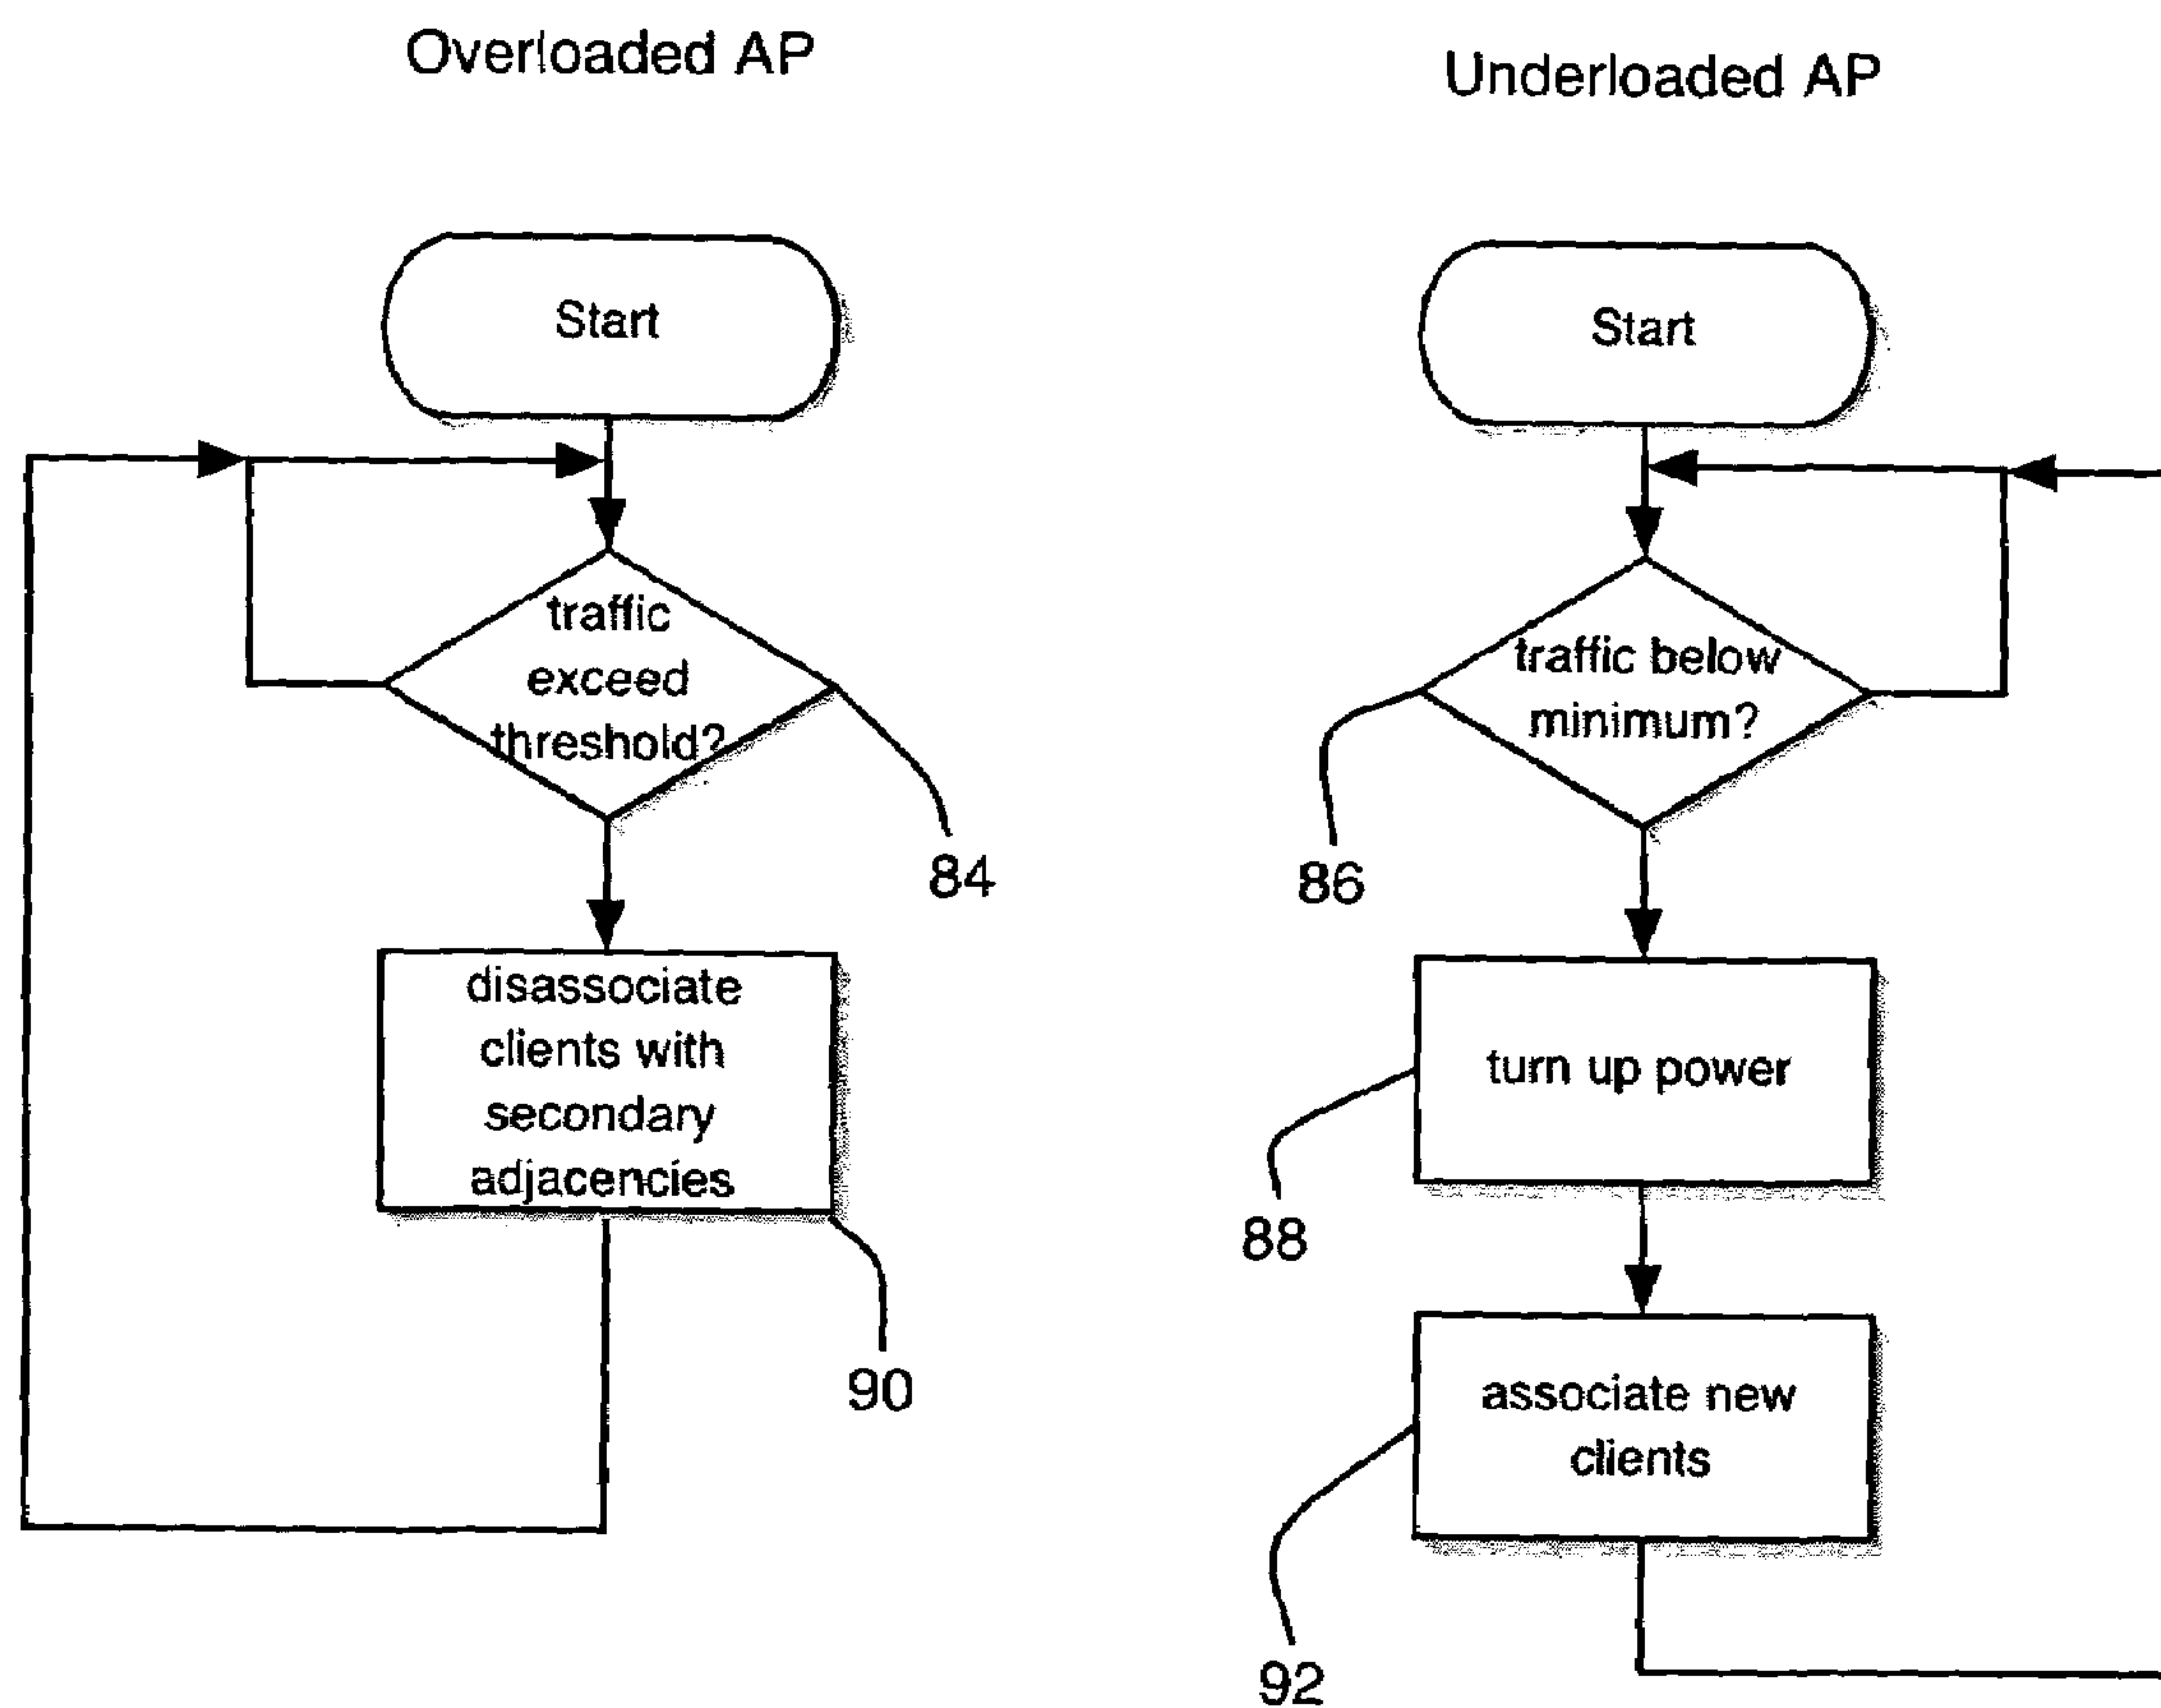 Overloaded AP
Start
traffic
exceed
threshold?
84
disassociate
clients with
secondary
adjacencies
90
Underloaded AP
Start
traffic below
minimum?
86
turn up power
88
associate new
clients
92